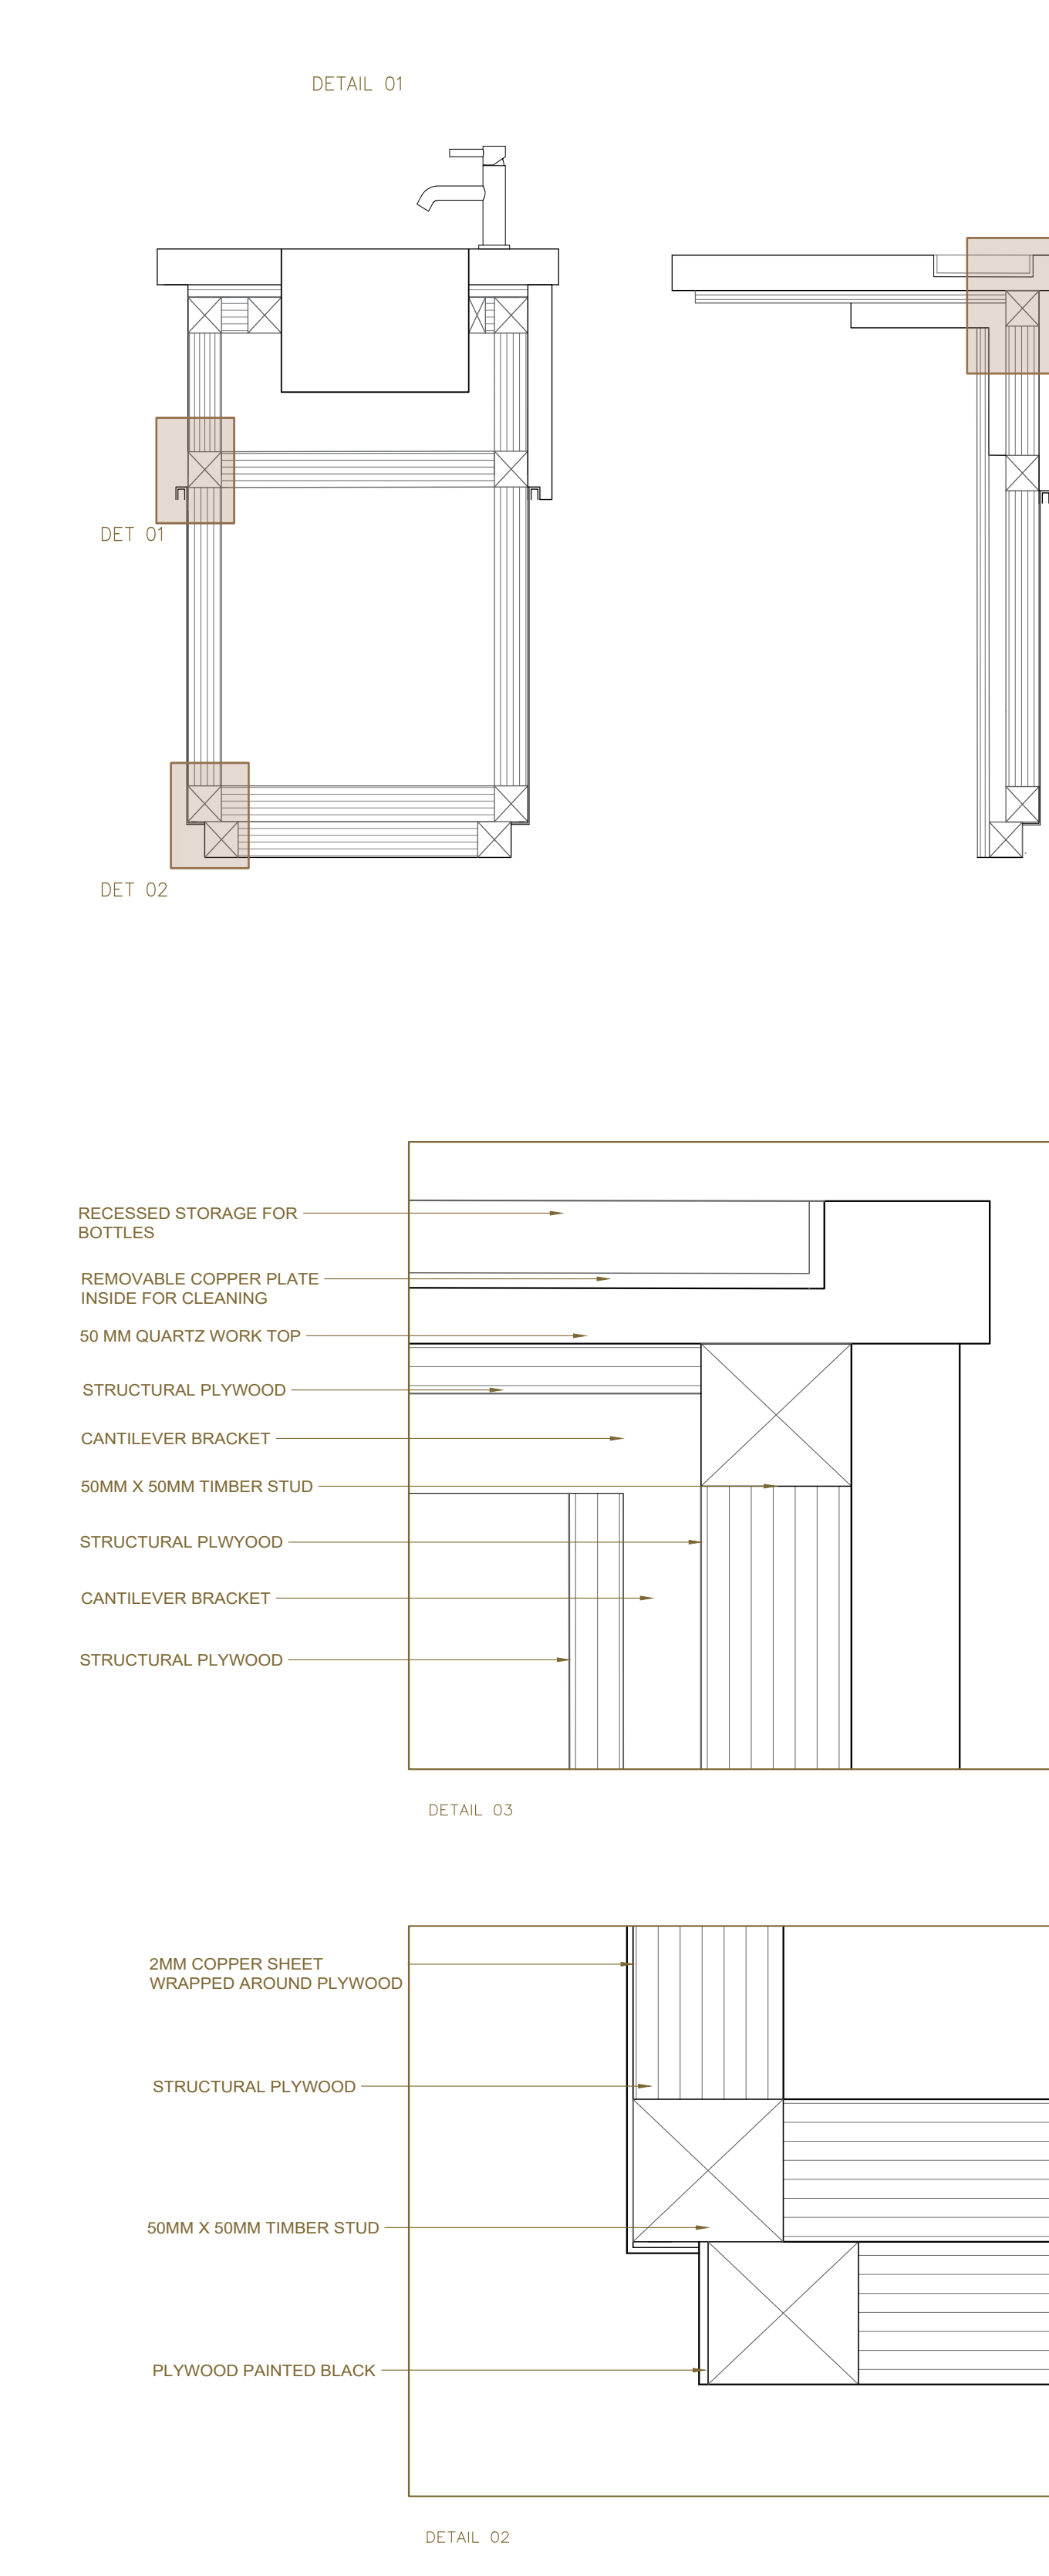 DETAIL 01
DET 01
DET 02
RECESSED STORAGE FOR
BOTTLES
REMOVABLE COPPER PLATE
INSIDE FOR CLEANING
50 MM QUARTZ WORK TOP
STRUCTURAL PLYWOOD
CANTILEVER BRACKET
50MM X 50MM TIMBER STUD
STRUCTURAL PLWYOOD
CANTILEVER BRACKET
STRUCTURAL PLYWOOD
DETAIL 03
2MM COPPER SHEET
WRAPPED AROUND PLYWOOD
STRUCTURAL PLYWOOD
50MM X 50MM TIMBER STUD
PLYWOOD PAINTED BLACK
DETAIL 02